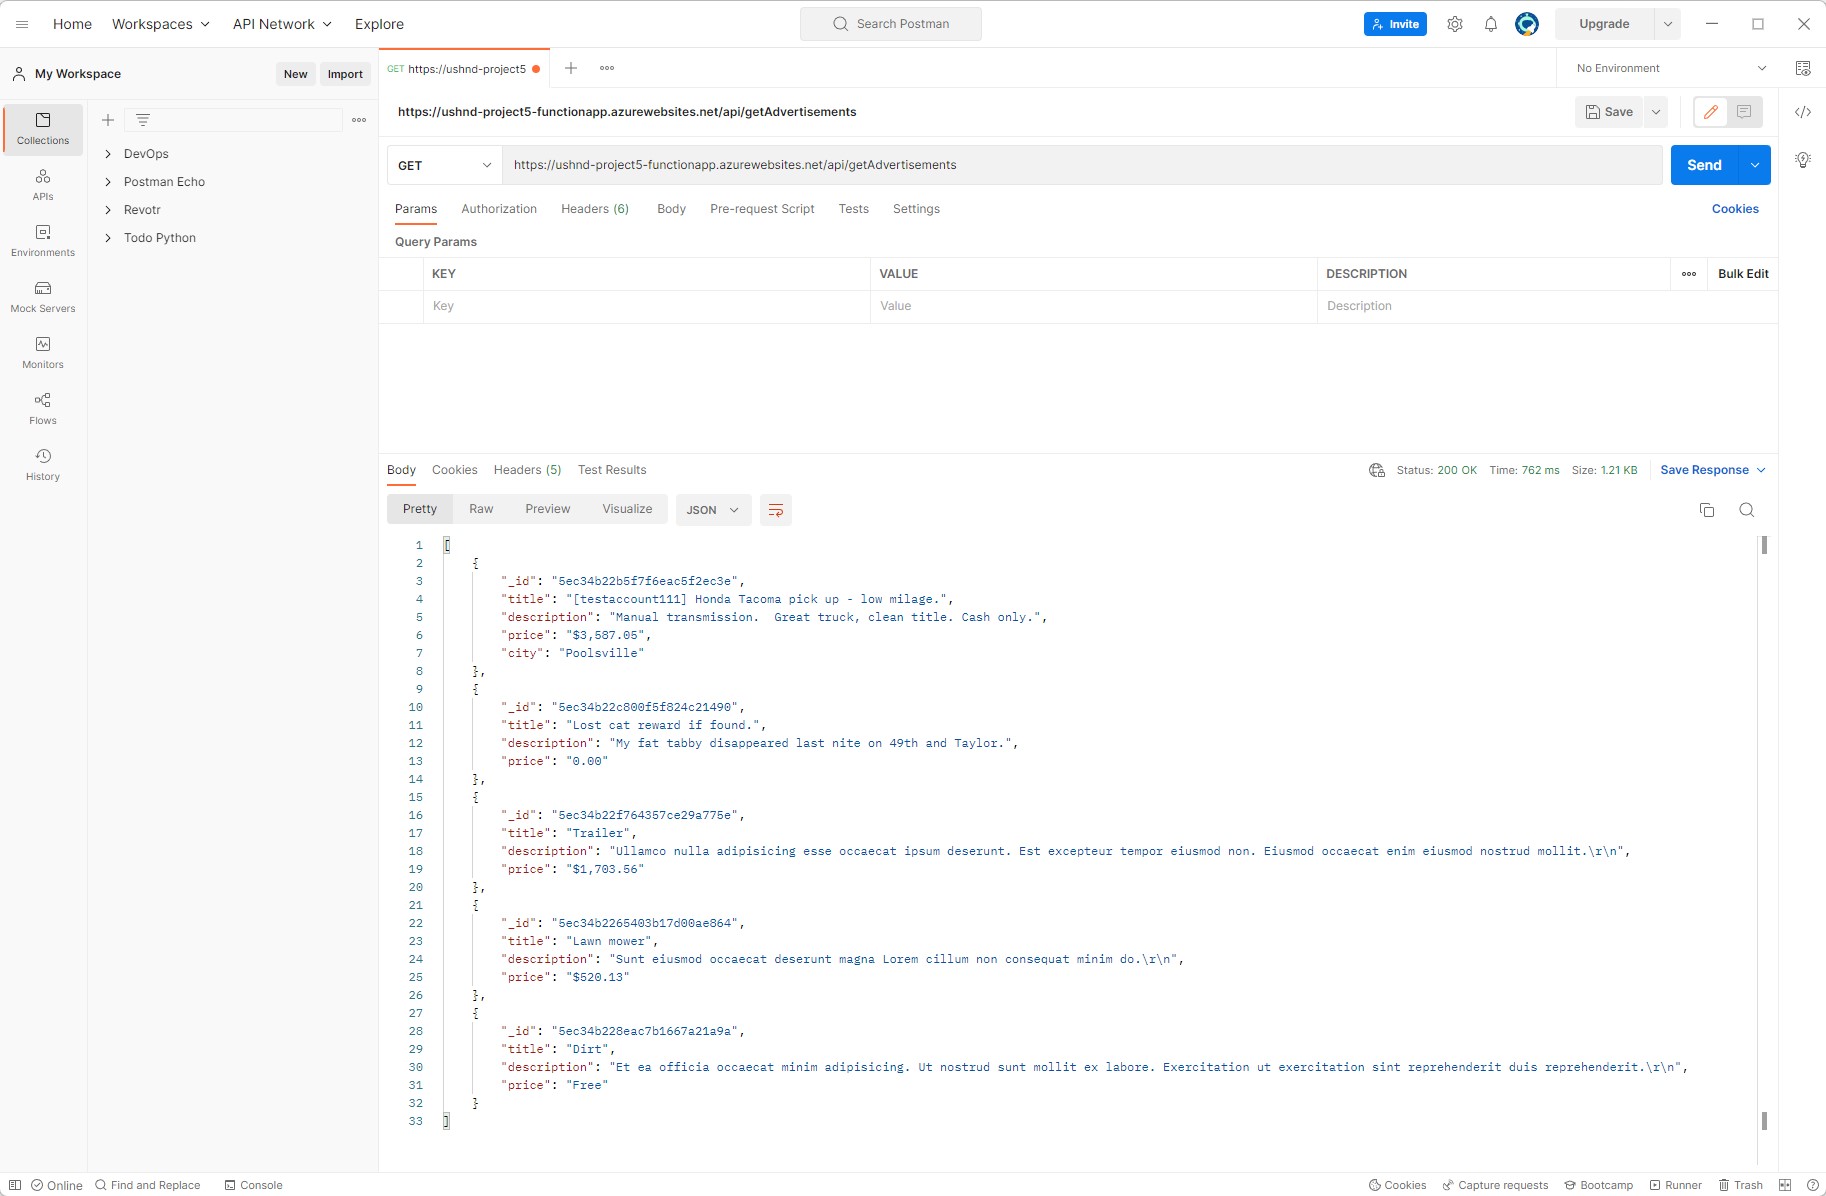 Home Workspaces API Network Explore Search Postman Invite Upgrade
My Workspace New Import GET https://ushnd-project5 No Environment
https://ushnd-project5-functionapp.azurewebsites.net/api/getAdvertisements Save
Collections
APIs
Environments
Mock Servers
Monitors
Flows
History
DevOps
Postman Echo
Revotr
Todo Python
GET https://ushnd-project5-functionapp.azurewebsites.net/api/getAdvertisements Send
Params Authorization Headers (6) Body Pre-request Script Tests Settings Cookies
Query Params
KEY VALUE DESCRIPTION Bulk Edit
Key Value Description
Body Cookies Headers (5) Test Results Status: 200 OK Time: 762 ms Size: 1.21 KB Save Response
Pretty Raw Preview Visualize JSON
1 [
2 {
3 "_id": "5ec34b22b5f7f6eac5f2ec3e",
4 "title": "[testaccount111] Honda Tacoma pick up - low milage.",
5 "description": "Manual transmission.  Great truck, clean title. Cash only.",
6 "price": "$3,587.05",
7 "city": "Poolsville"
8 },
9 {
10 "_id": "5ec34b22c800f5f824c21490",
11 "title": "Lost cat reward if found.",
12 "description": "My fat tabby disappeared last nite on 49th and Taylor.",
13 "price": "0.00"
14 },
15 {
16 "_id": "5ec34b22f764357ce29a775e",
17 "title": "Trailer",
18 "description": "Ullamco nulla adipisicing esse occaecat ipsum deserunt. Est excepteur tempor eiusmod non. Eiusmod occaecat enim eiusmod nostrud mollit.\r\n",
19 "price": "$1,703.56"
20 },
21 {
22 "_id": "5ec34b2265403b17d00ae864",
23 "title": "Lawn mower",
24 "description": "Sunt eiusmod occaecat deserunt magna Lorem cillum non consequat minim do.\r\n",
25 "price": "$520.13"
26 },
27 {
28 "_id": "5ec34b228eac7b1667a21a9a",
29 "title": "Dirt",
30 "description": "Et ea officia occaecat minim adipisicing. Ut nostrud sunt mollit ex labore. Exercitation ut exercitation sint reprehenderit duis reprehenderit.\r\n",
31 "price": "Free"
32 }
33 ]
Online Find and Replace Console Cookies Capture requests Bootcamp Runner Trash